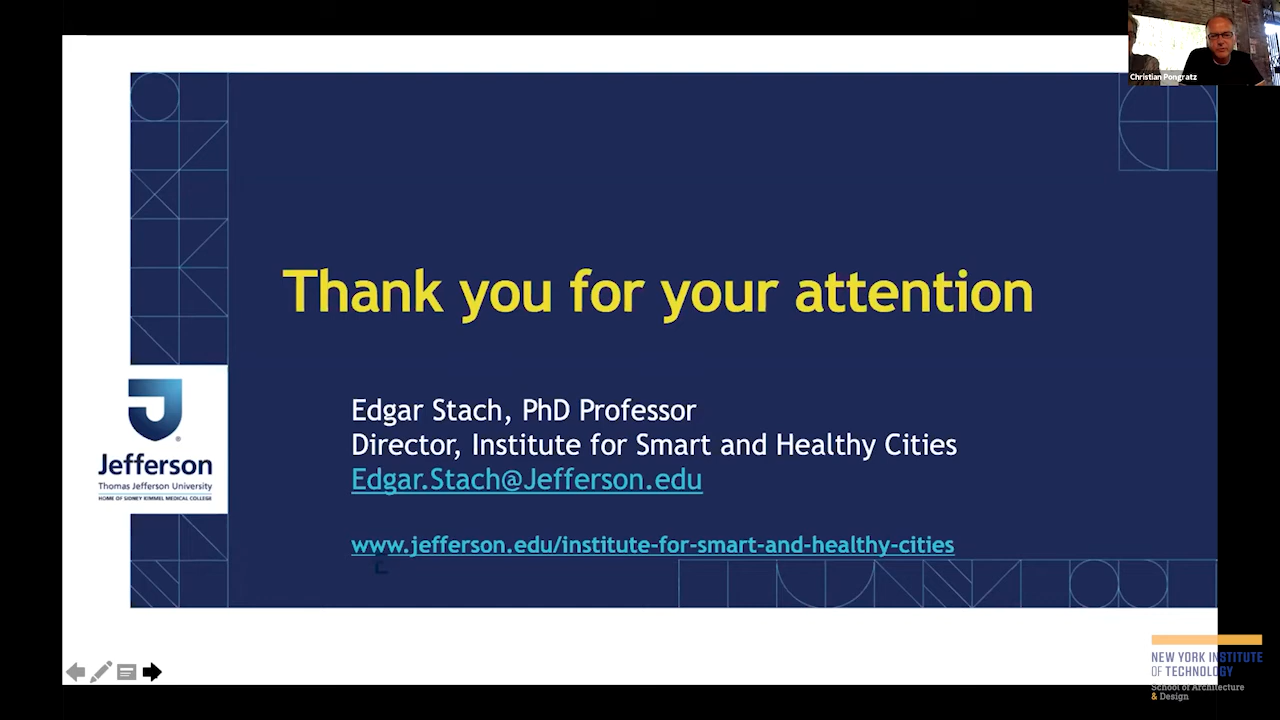 Christian Pongratz
Thank you for your attention
Edgar Stach, PhD Professor
Director, Institute for Smart and Healthy Cities
Edgar.Stach@Jefferson.edu
www.jefferson.edu/institute-for-smart-and-healthy-cities
Jefferson
Thomas Jefferson University
HOME OF SIDNEY KIMMEL MEDICAL COLLEGE
NEW YORK INSTITUTE
OF TECHNOLOGY
School of Architecture
& Design